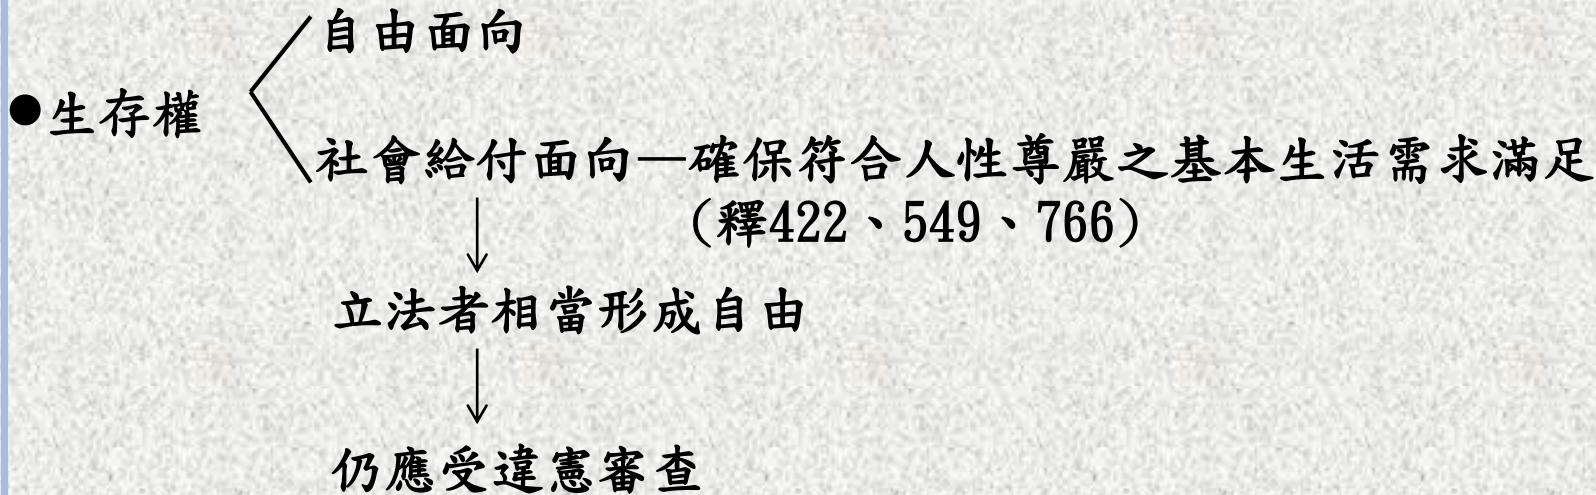 自由面向
●生存權
社會給付面向—確保符合人性尊嚴之基本生活需求滿足
(釋422、549、766)
立法者相當形成自由
仍應受違憲審查